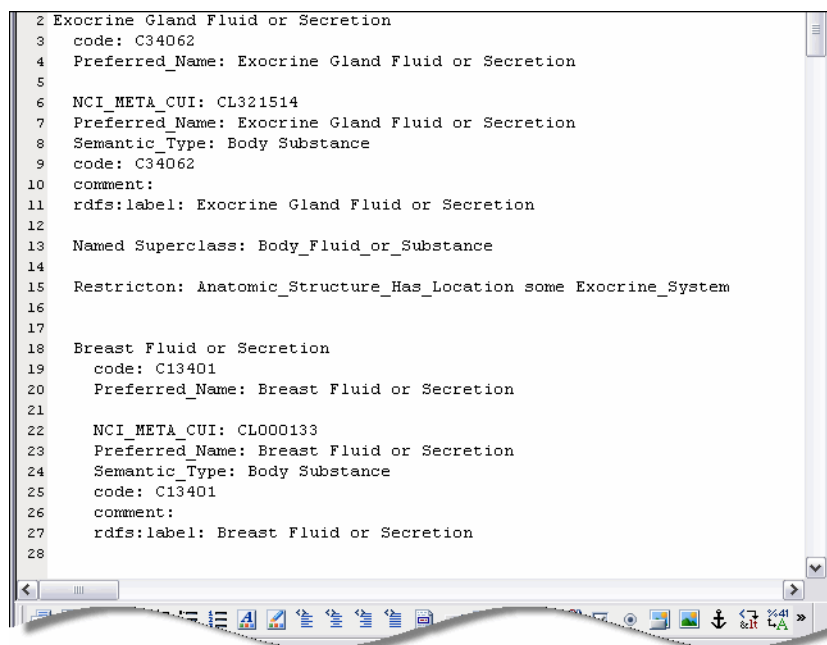 2 Exocrine Gland Fluid or Secretion
3 code: C34062
4 Preferred_Name: Exocrine Gland Fluid or Secretion
5
6 NCI_META_CUI: CL321514
7 Preferred_Name: Exocrine Gland Fluid or Secretion
8 Semantic_Type: Body Substance
9 code: C34062
10 comment:
11 rdfs:label: Exocrine Gland Fluid or Secretion
12
13 Named Superclass: Body_Fluid_or_Substance
14
15 Restricton: Anatomic_Structure_Has_Location some Exocrine_System
16
17
18 Breast Fluid or Secretion
19 code: C13401
20 Preferred_Name: Breast Fluid or Secretion
21
22 NCI_META_CUI: CL000133
23 Preferred_Name: Breast Fluid or Secretion
24 Semantic_Type: Body Substance
25 code: C13401
26 comment:
27 rdfs:label: Breast Fluid or Secretion
28